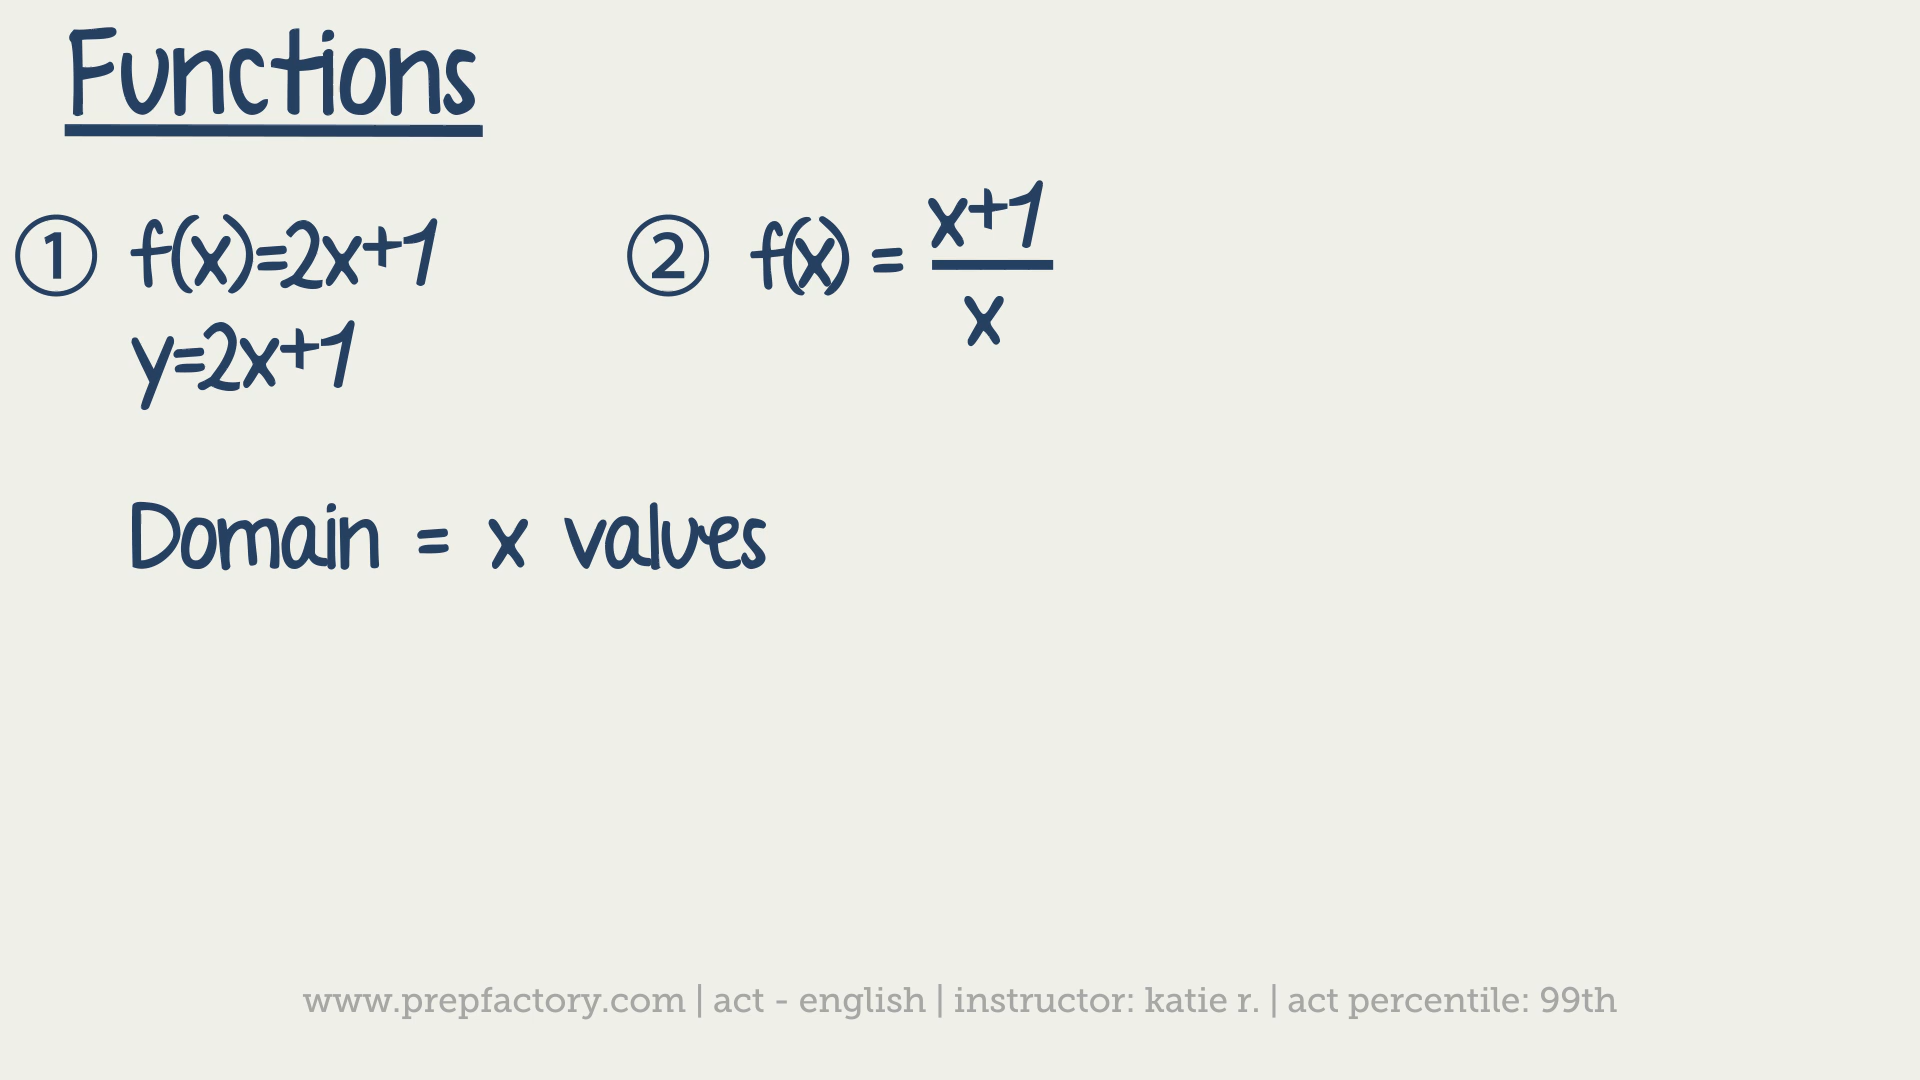 Functions
① f(x)=2x+1
y=2x+1
② f(x) = x+1
x
Domain = x values
www.prepfactory.com | act - english | instructor: katie r. | act percentile: 99th